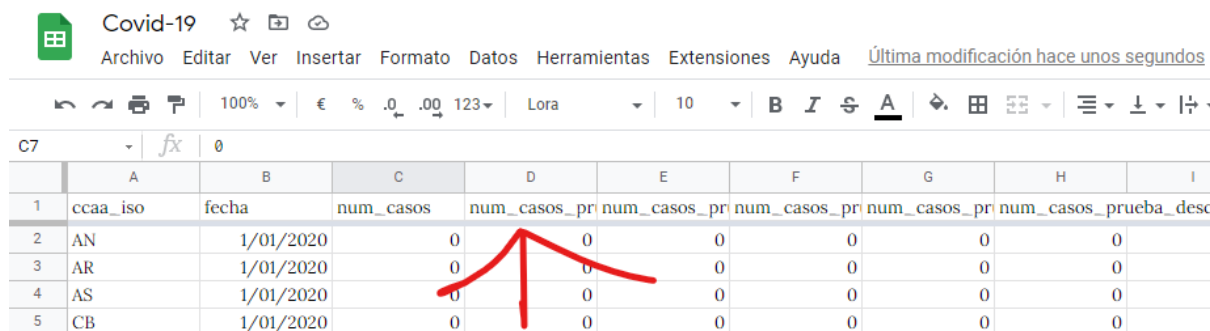 Covid-19
Archivo Editar Ver Insertar Formato Datos Herramientas Extensiones Ayuda Última modificación hace unos segundos
100% € % .0 .00 123 Lora 10 B I S A
C7 fx 0
A B C D E F G H I
1 ccaa_iso fecha num_casos num_casos_pr num_casos_pr num_casos_pr num_casos_pr num_casos_prueba_desc
2 AN 1/01/2020 0 0 0 0 0 0
3 AR 1/01/2020 0 0 0 0 0 0
4 AS 1/01/2020 0 0 0 0 0 0
5 CB 1/01/2020 0 0 0 0 0 0